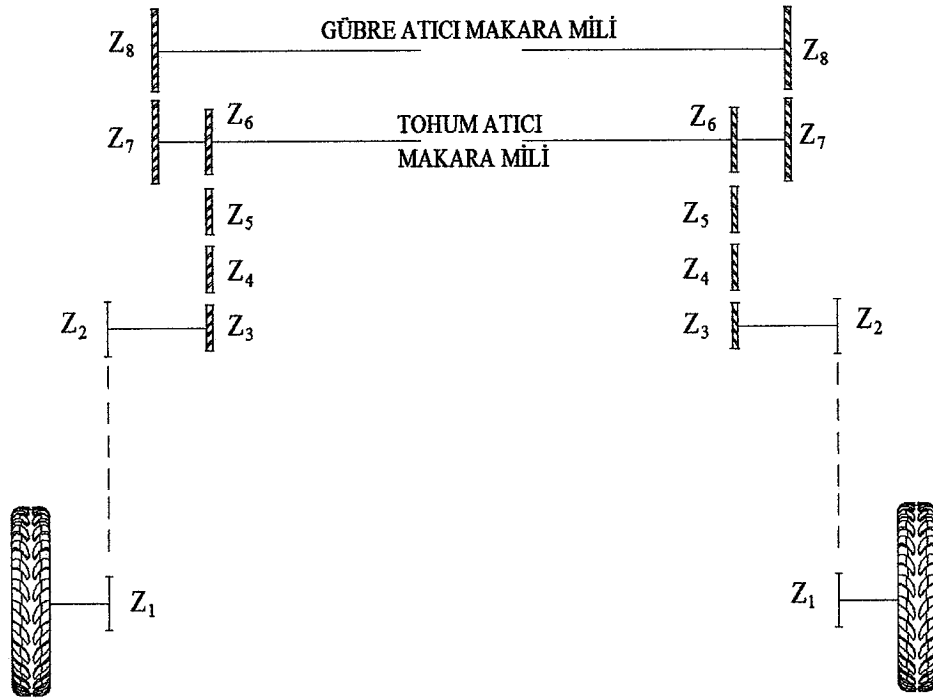 GÜBRE ATICI MAKARA MİLİ
Z8
Z8
Z7
Z6
TOHUM ATICI
MAKARA MİLİ
Z6
Z7
Z5
Z5
Z4
Z4
Z2
Z3
Z3
Z2
Z1
Z1